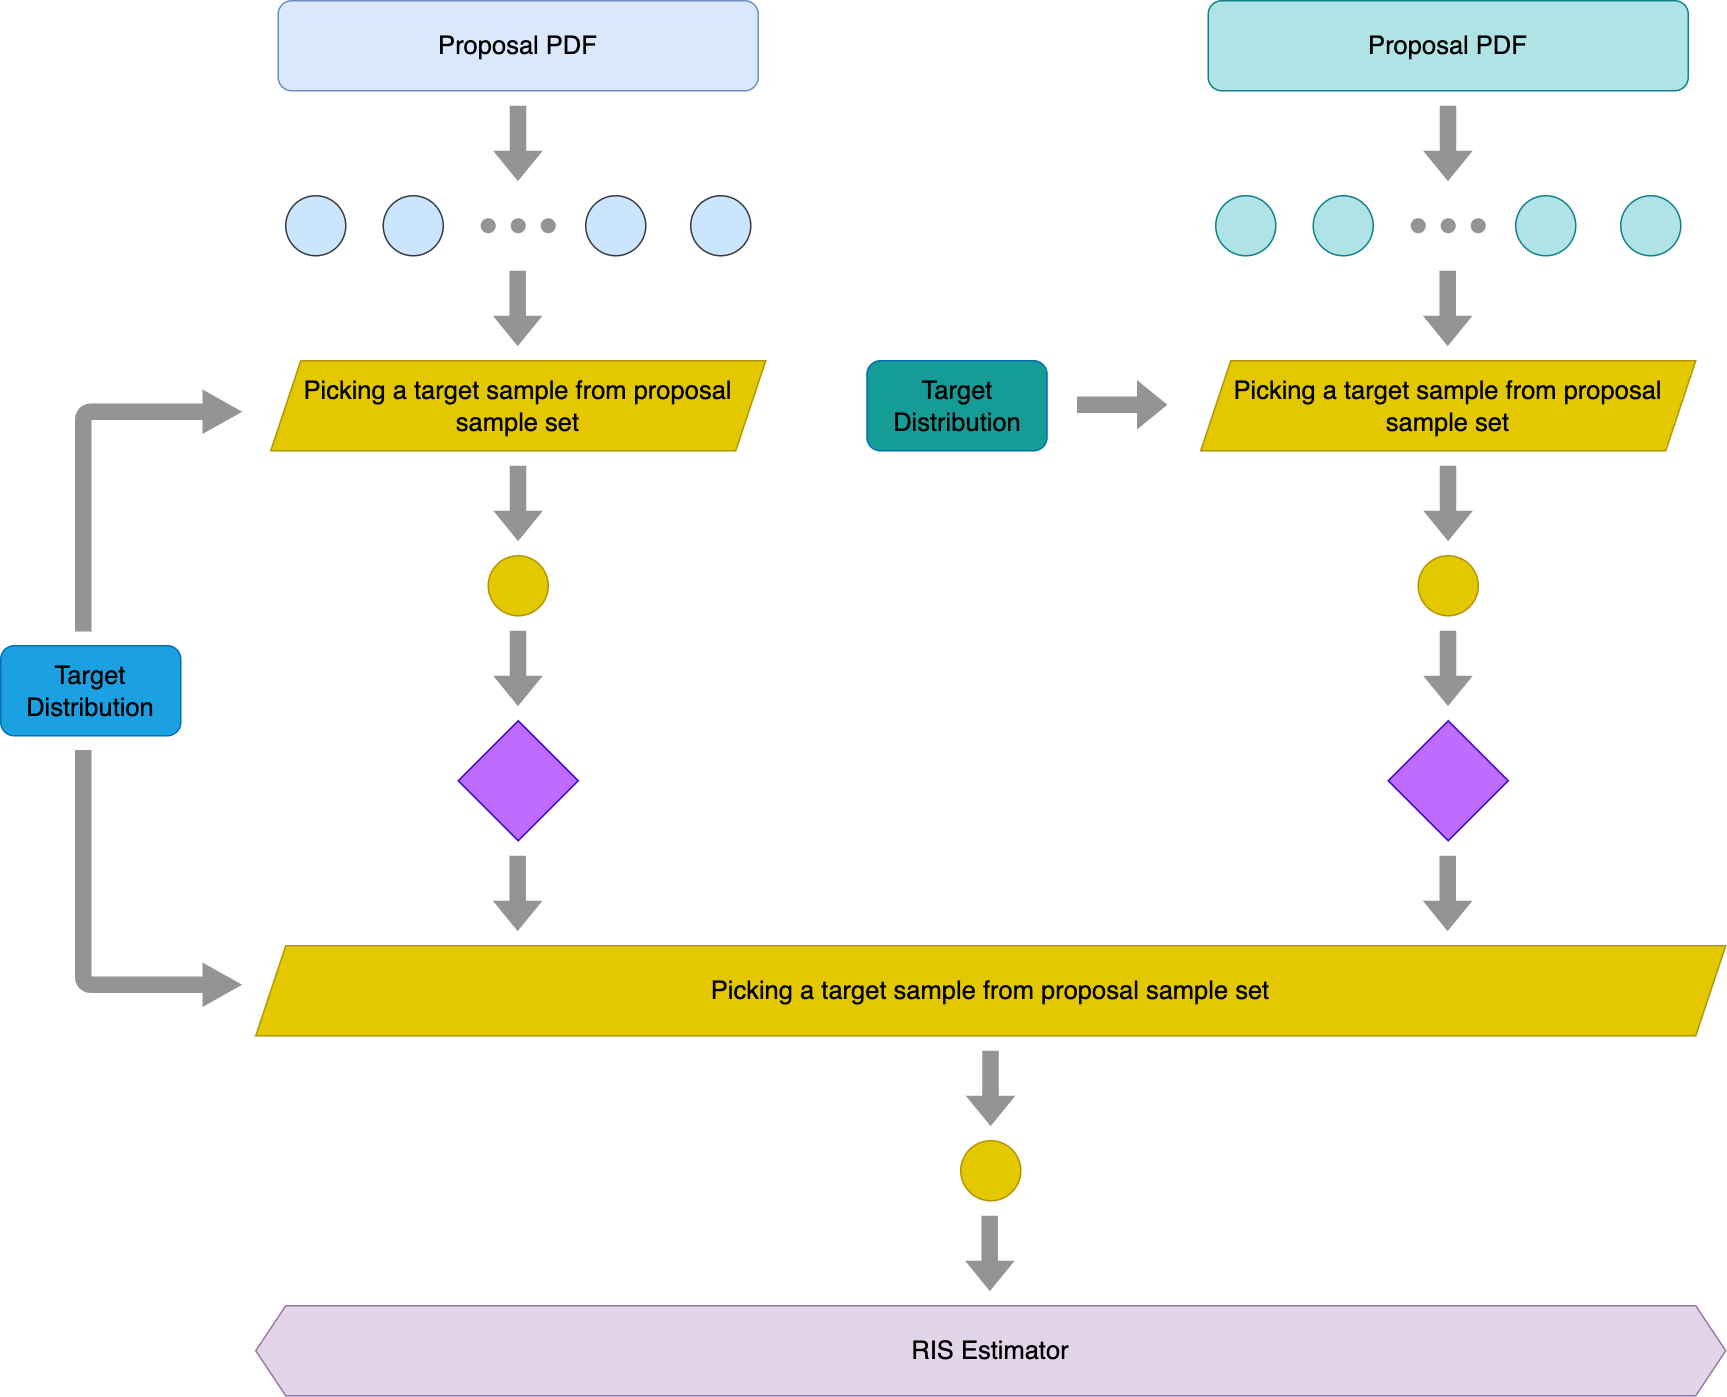 Proposal PDF
Proposal PDF
Picking a target sample from proposal
sample set
Target
Distribution
Picking a target sample from proposal
sample set
Target
Distribution
Picking a target sample from proposal sample set
RIS Estimator